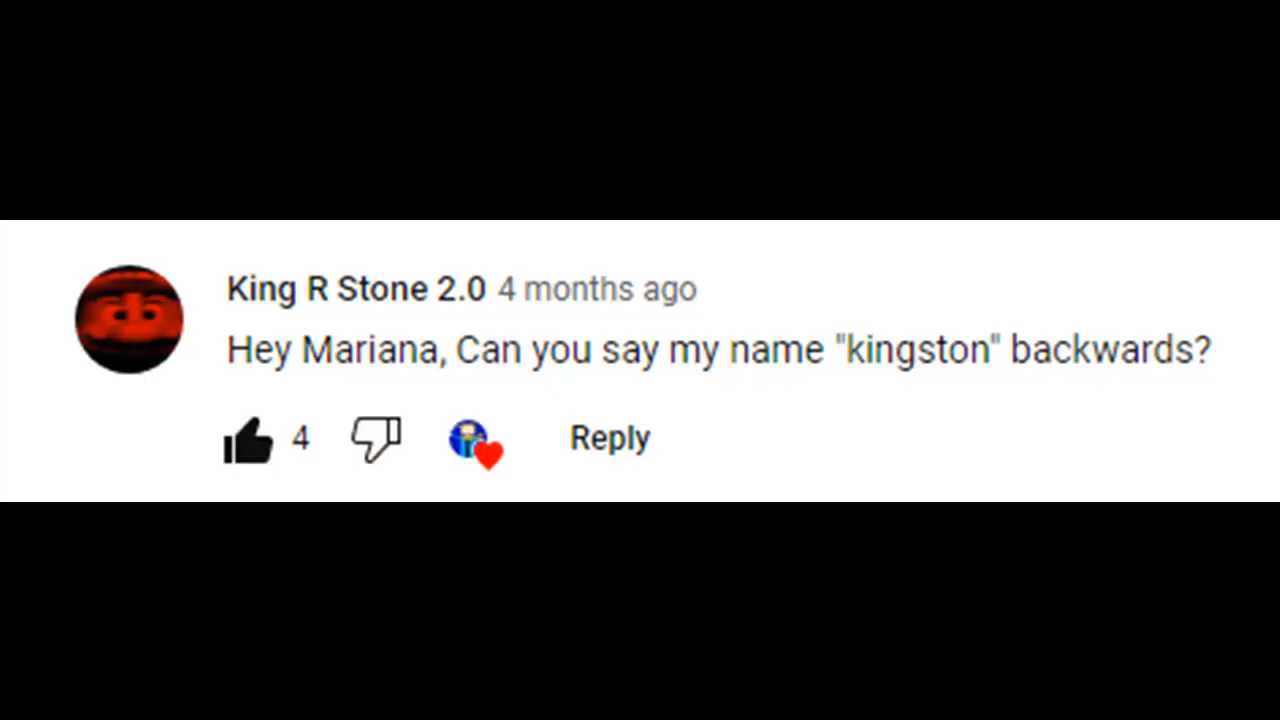 King R Stone 2.0 4 months ago
Hey Mariana, Can you say my name "kingston" backwards?
4 Reply